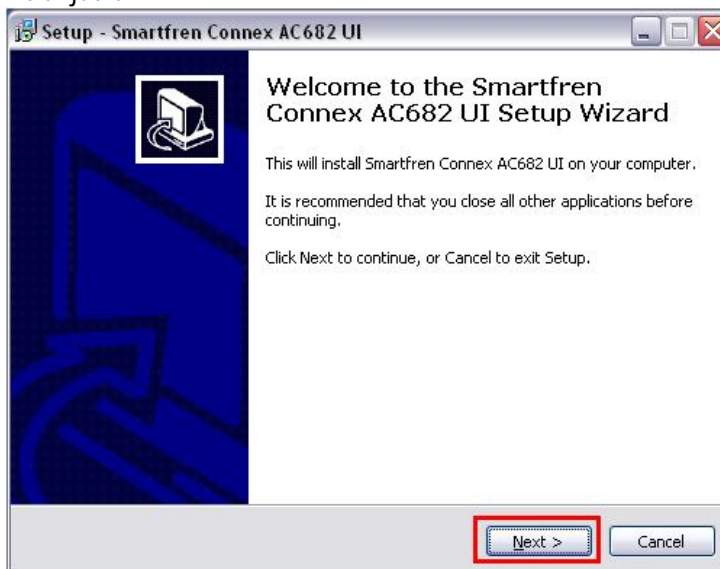 Setup - Smartfren Connex AC682 UI
Welcome to the Smartfren
Connex AC682 UI Setup Wizard
This will install Smartfren Connex AC682 UI on your computer.
It is recommended that you close all other applications before
continuing.
Click Next to continue, or Cancel to exit Setup.
Next >
Cancel